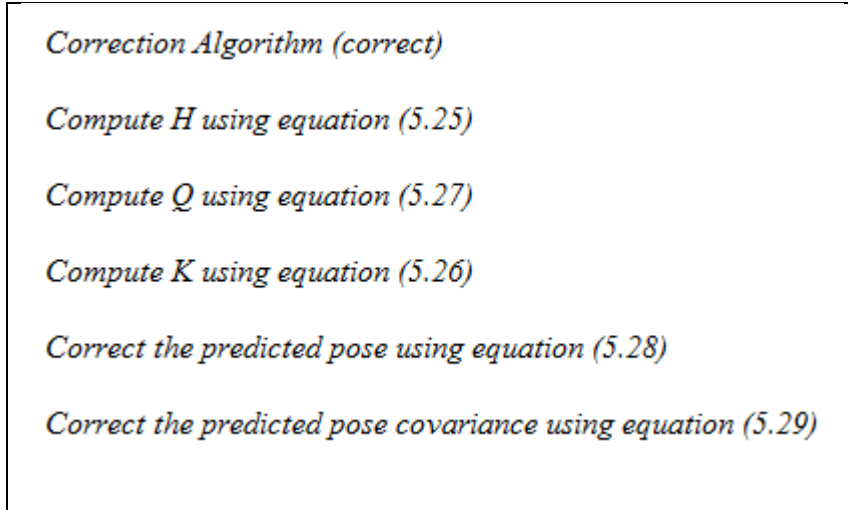 Correction Algorithm (correct)
Compute H using equation (5.25)
Compute Q using equation (5.27)
Compute K using equation (5.26)
Correct the predicted pose using equation (5.28)
Correct the predicted pose covariance using equation (5.29)